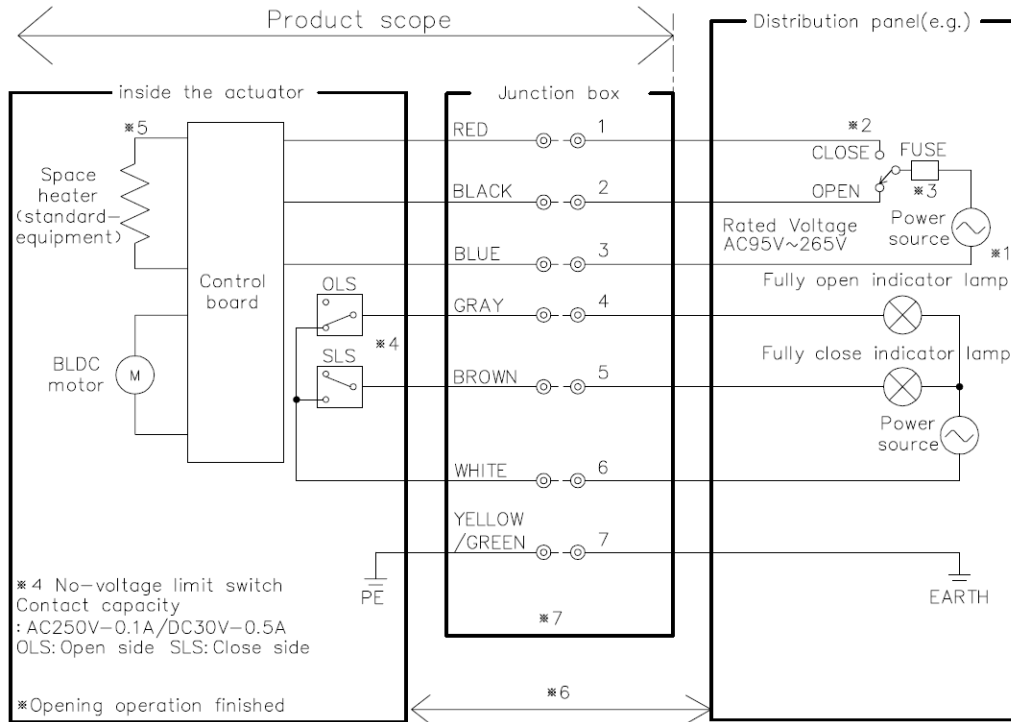 Product scope
Distribution panel(e.g.)
inside the actuator
Junction box
※5
RED
1
※2
CLOSE
FUSE
Space
heater
(standard-
equipment)
BLACK
2
OPEN
※3
Rated Voltage
AC95V~265V
Power
source
※1
BLUE
3
Control
board
OLS
GRAY
4
Fully open indicator lamp
※4
SLS
BLDC
motor
M
BROWN
5
Fully close indicator lamp
Power
source
WHITE
6
YELLOW
/GREEN
7
PE
EARTH
※4 No-voltage limit switch
Contact capacity
:AC250V-0.1A/DC30V-0.5A
OLS:Open side SLS:Close side
※7
※Opening operation finished
※6